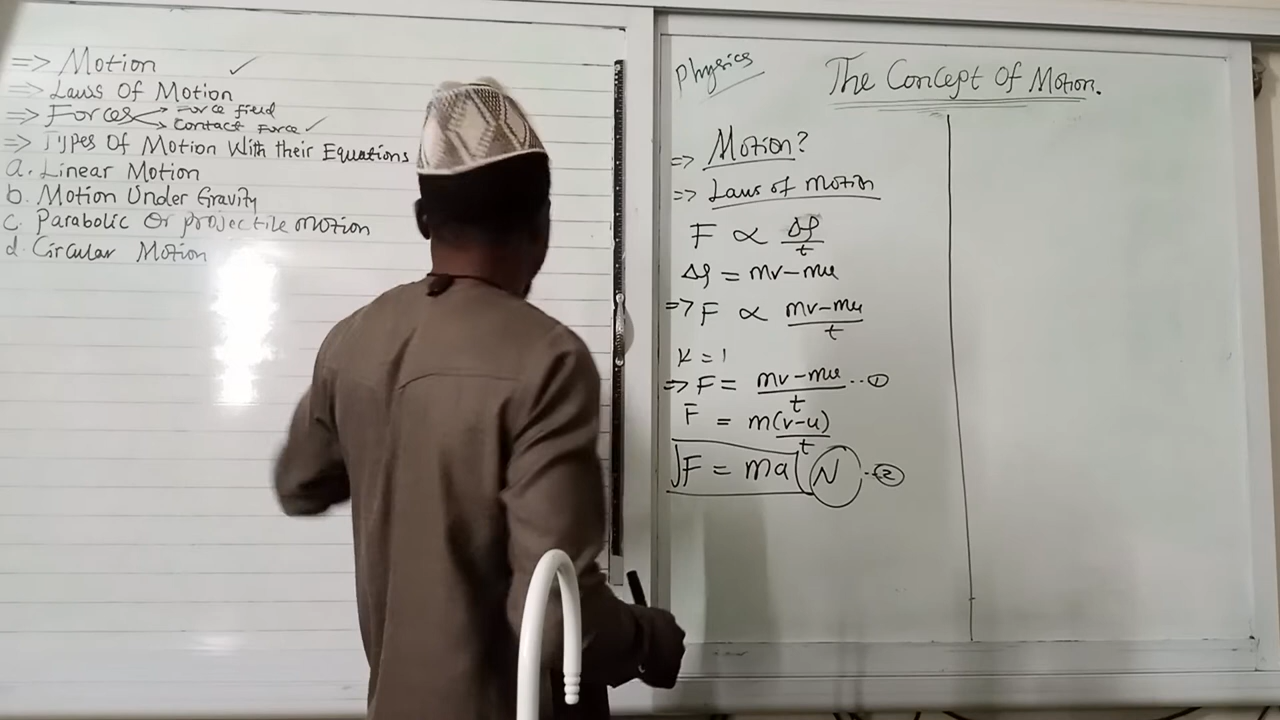 => Motion ✓
=> Laws Of Motion
=> Forces → Force field
→ Contact Force ✓
=> Types Of Motion With their Equations
a. Linear Motion
b. Motion Under Gravity
c. Parabolic Or projectile motion
d. Circular Motion
Physics
The Concept Of Motion.
=> Motion?
=> Laws of motion
F ∝ Δρ/t
Δρ = mv-mu
=> F ∝ mv-mu/t
K = 1
=> F = mv-mu/t ..①
F = m(v-u)/t
F = ma (N) ..②